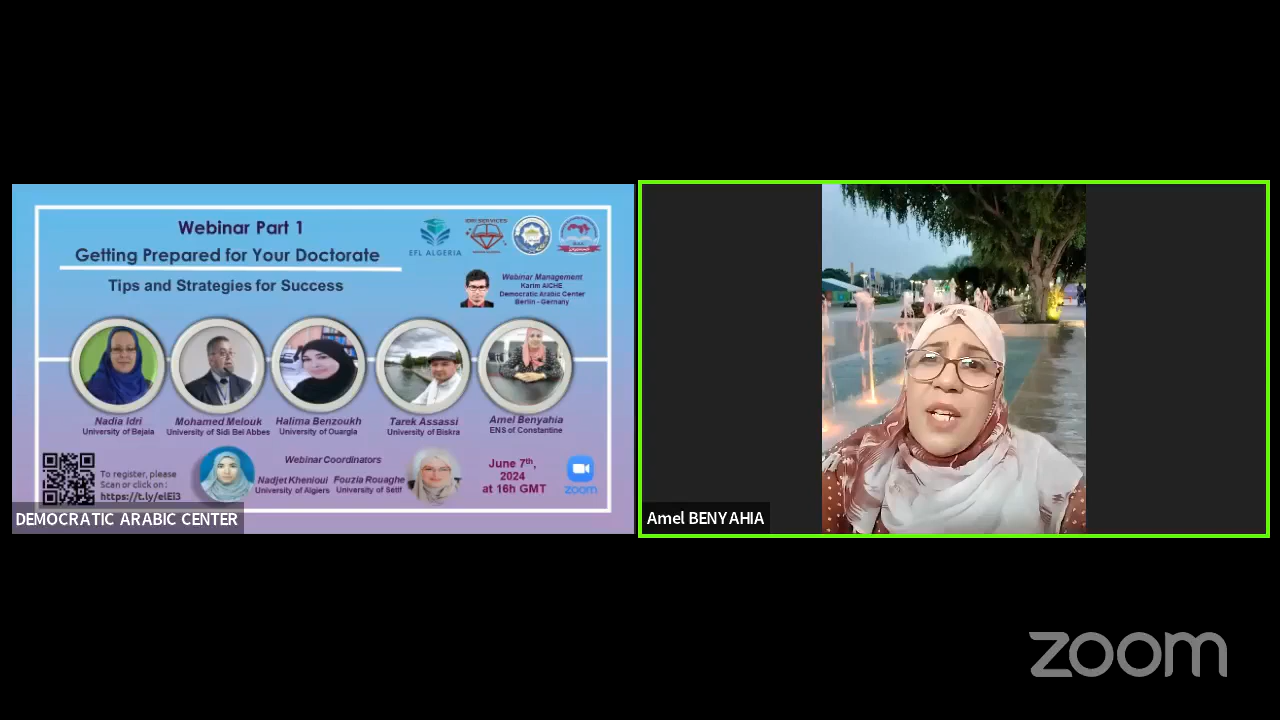 Webinar Part 1
Getting Prepared for Your Doctorate
Tips and Strategies for Success
EFL ALGERIA
IDRI SERVICES
Webinar Management
Karim AICHE
Democratic Arabic Center
Berlin - Germany
Nadia Idri
University of Bejaia
Mohamed Melouk
University of Sidi Bel Abbes
Halima Benzoukh
University of Ouargla
Tarek Assassi
University of Biskra
Amel Benyahia
ENS of Constantine
To register, please
Scan or click on :
https://t.ly/elEi3
Webinar Coordinators
Nadjet Khenioui
University of Algiers
Fouzia Rouaghe
University of Setif
June 7th,
2024
at 16h GMT
zoom
DEMOCRATIC ARABIC CENTER
Amel BENYAHIA
zoom